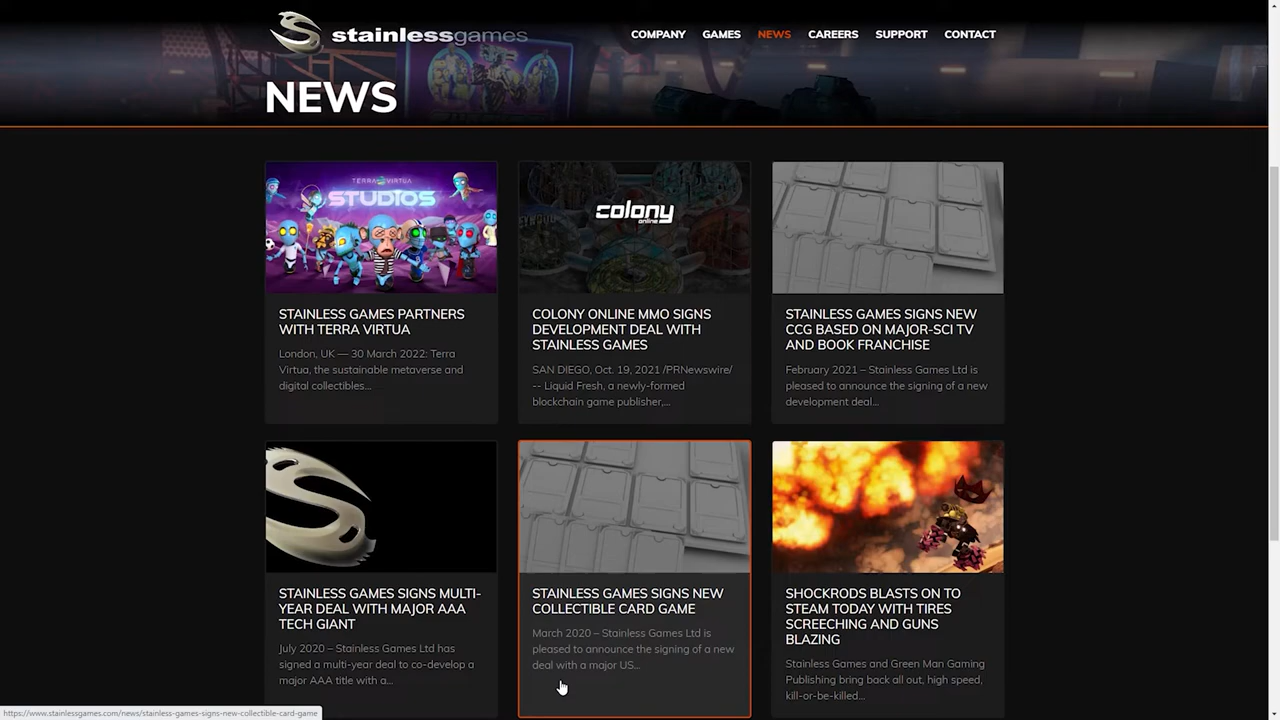 stainlessgames
COMPANY GAMES NEWS CAREERS SUPPORT CONTACT
NEWS
TERRA VIRTUA
STUDIOS
STAINLESS GAMES PARTNERS
WITH TERRA VIRTUA
London, UK — 30 March 2022: Terra
Virtua, the sustainable metaverse and
digital collectibles...
colony
online
COLONY ONLINE MMO SIGNS
DEVELOPMENT DEAL WITH
STAINLESS GAMES
SAN DIEGO, Oct. 19, 2021 /PRNewswire/
-- Liquid Fresh, a newly-formed
blockchain game publisher,...
STAINLESS GAMES SIGNS NEW
CCG BASED ON MAJOR-SCI TV
AND BOOK FRANCHISE
February 2021 – Stainless Games Ltd is
pleased to announce the signing of a new
development deal...
STAINLESS GAMES SIGNS MULTI-
YEAR DEAL WITH MAJOR AAA
TECH GIANT
July 2020 – Stainless Games Ltd has
signed a multi-year deal to co-develop a
major AAA title with a...
STAINLESS GAMES SIGNS NEW
COLLECTIBLE CARD GAME
March 2020 – Stainless Games Ltd is
pleased to announce the signing of a new
deal with a major US...
SHOCKRODS BLASTS ON TO
STEAM TODAY WITH TIRES
SCREECHING AND GUNS
BLAZING
Stainless Games and Green Man Gaming
Publishing bring back all out, high speed,
kill-or-be-killed...
https://www.stainlessgames.com/news/stainless-games-signs-new-collectible-card-game